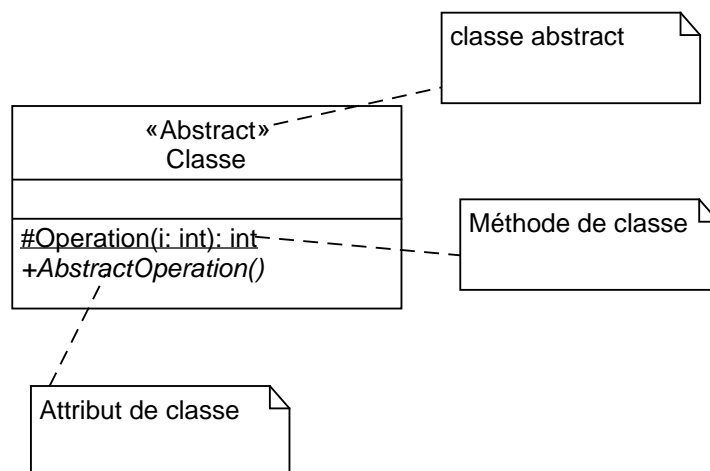 classe abstract
«Abstract»
Classe
#Operation(i: int): int
+AbstractOperation()
Méthode de classe
Attribut de classe